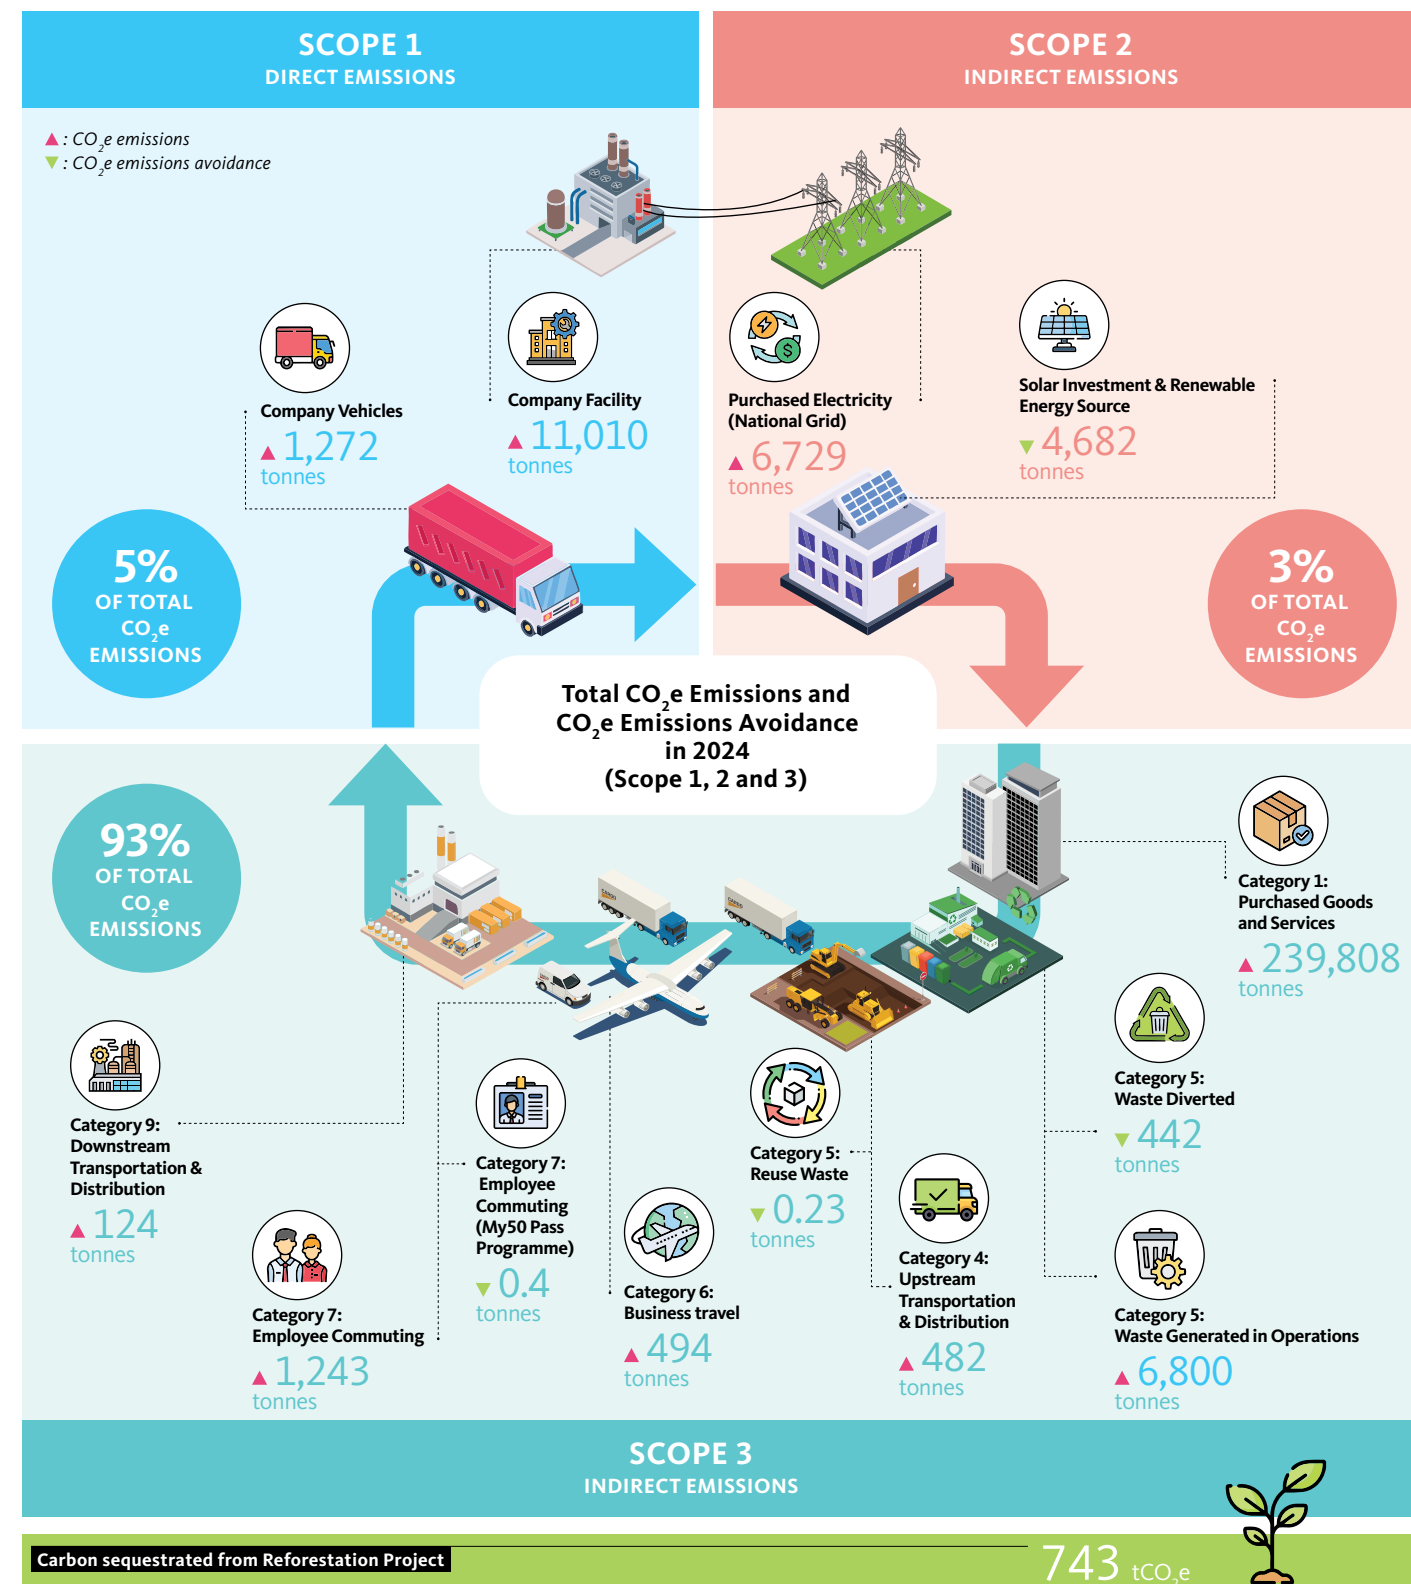 SCOPE 1
DIRECT EMISSIONS
SCOPE 2
INDIRECT EMISSIONS
▲ : CO₂e emissions
▼ : CO₂e emissions avoidance
Company Vehicles
▲ 1,272
tonnes
Company Facility
▲ 11,010
tonnes
Purchased Electricity
(National Grid)
▲ 6,729
tonnes
Solar Investment & Renewable
Energy Source
▼ 4,682
tonnes
5%
OF TOTAL
CO₂e
EMISSIONS
3%
OF TOTAL
CO₂e
EMISSIONS
Total CO₂e Emissions and
CO₂e Emissions Avoidance
in 2024
(Scope 1, 2 and 3)
93%
OF TOTAL
CO₂e
EMISSIONS
Category 1:
Purchased Goods
and Services
▲ 239,808
tonnes
Category 5:
Waste Diverted
▼ 442
tonnes
Category 9:
Downstream
Transportation &
Distribution
▲ 124
tonnes
Category 7:
Employee
Commuting
(My50 Pass
Programme)
▼ 0.4
tonnes
Category 5:
Reuse Waste
▼ 0.23
tonnes
Category 7:
Employee Commuting
▲ 1,243
tonnes
Category 6:
Business travel
▲ 494
tonnes
Category 4:
Upstream
Transportation
& Distribution
▲ 482
tonnes
Category 5:
Waste Generated in Operations
▲ 6,800
tonnes
SCOPE 3
INDIRECT EMISSIONS
Carbon sequestrated from Reforestation Project
743 tCO₂e